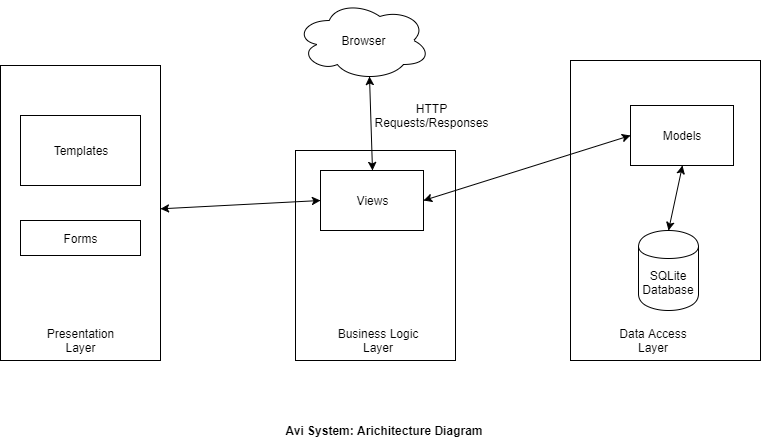 Browser
HTTP
Requests/Responses
Templates
Forms
Presentation
Layer
Views
Business Logic
Layer
Models
SQLite
Database
Data Access
Layer
Avi System: Arichitecture Diagram